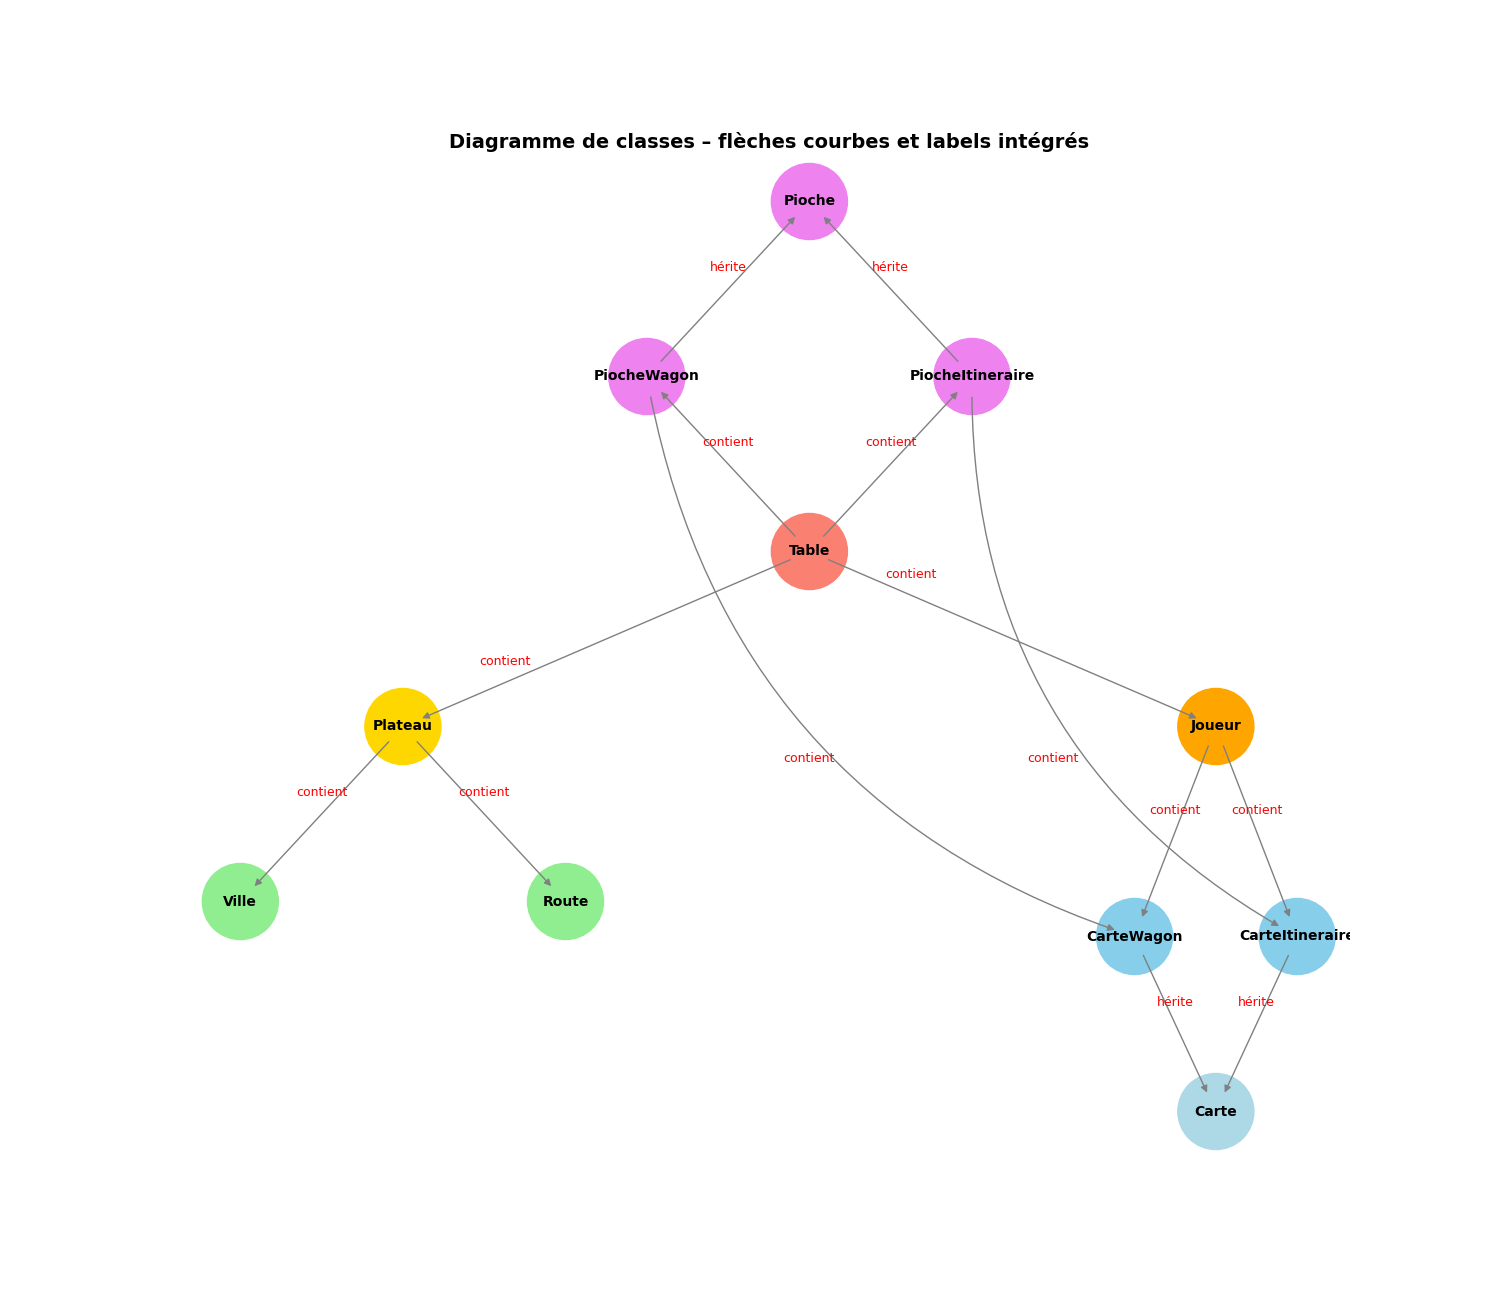 Diagramme de classes – flèches courbes et labels intégrés
Pioche
hérite
hérite
PiocheWagon
PiocheItineraire
contient
contient
Table
contient
contient
Plateau
Joueur
contient
contient
contient
contient
contient
contient
Ville
Route
CarteWagon
CarteItineraire
hérite
hérite
Carte